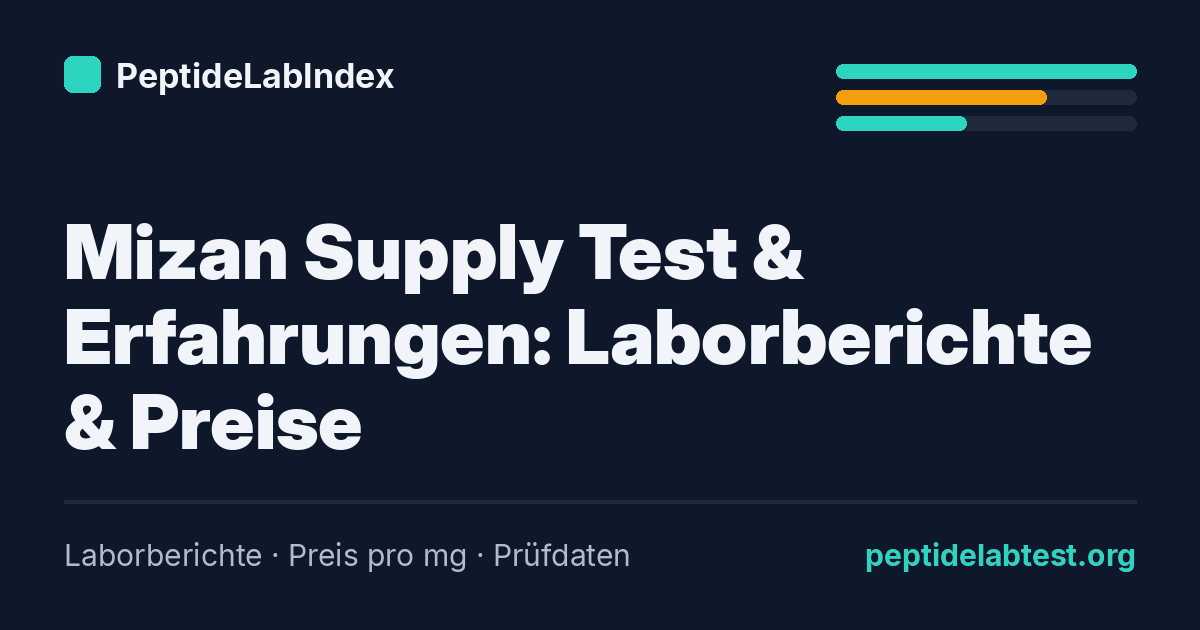 PeptideLabIndex
Mizan Supply Test &
Erfahrungen: Laborberichte
& Preise
Laborberichte · Preis pro mg · Prüfdaten
peptidelabtest.org